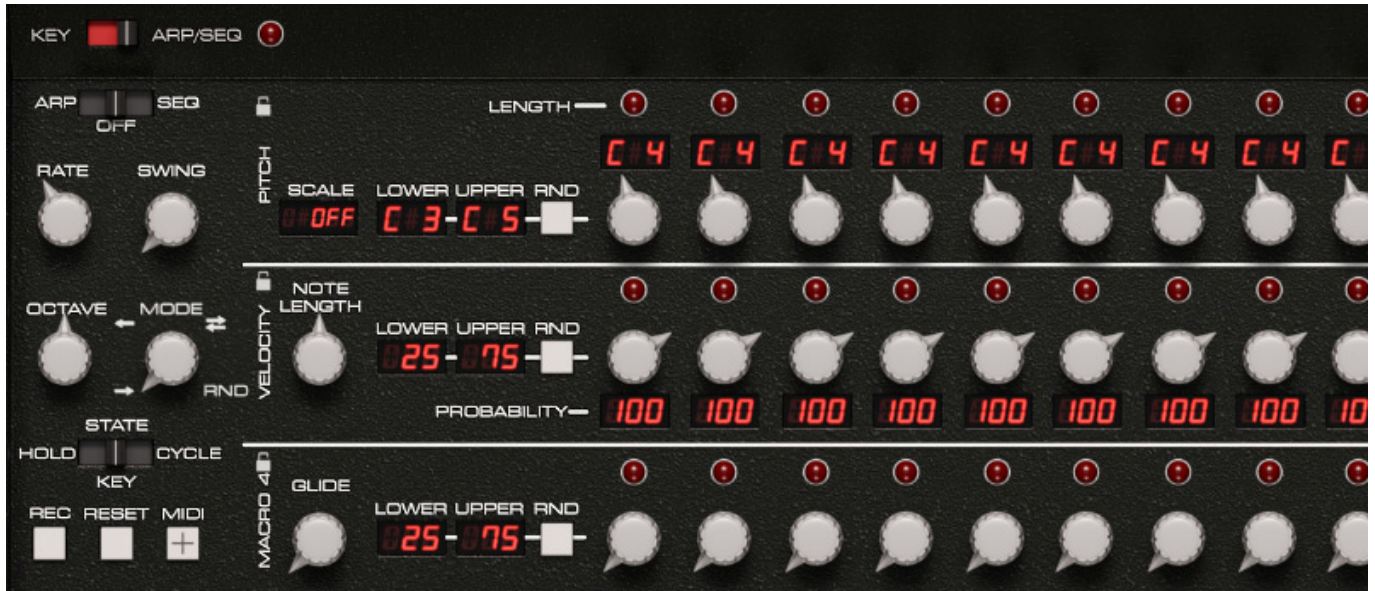 KEY ARP/SEQ
ARP SEQ
OFF
LENGTH
PITCH
C 4 C 4 C 4 C 4 C 4 C 4 C 4 C 4 C
RATE SWING
SCALE LOWER UPPER RND
OFF C 3 - C 5
NOTE
LENGTH
OCTAVE MODE
VELOCITY
LOWER UPPER RND
25 - 75
RND
PROBABILITY
100 100 100 100 100 100 100 100 10
STATE
HOLD CYCLE
KEY
MACRO 4
GLIDE
REC RESET MIDI
LOWER UPPER RND
25 - 75
+